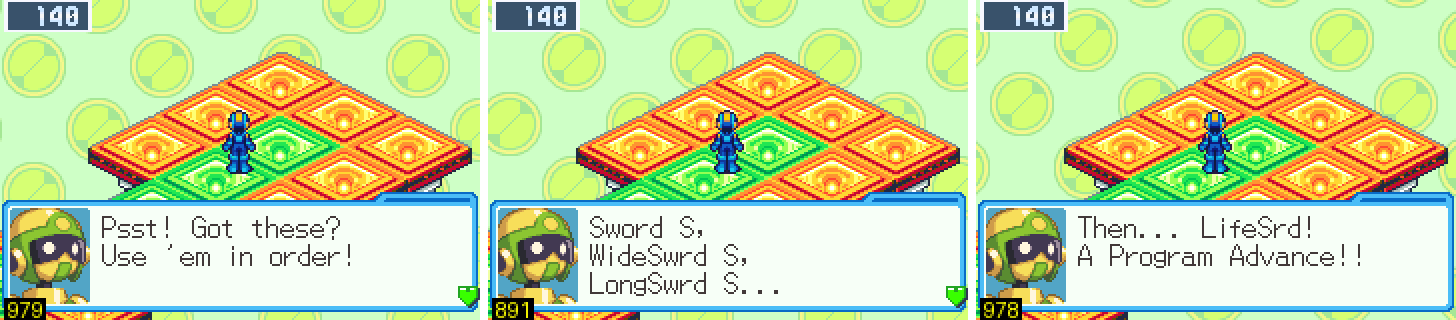 140
Psst! Got these?
Use 'em in order!
979
140
Sword S,
WideSwrd S,
LongSwrd S...
891
140
Then... LifeSrd!
A Program Advance!!
978